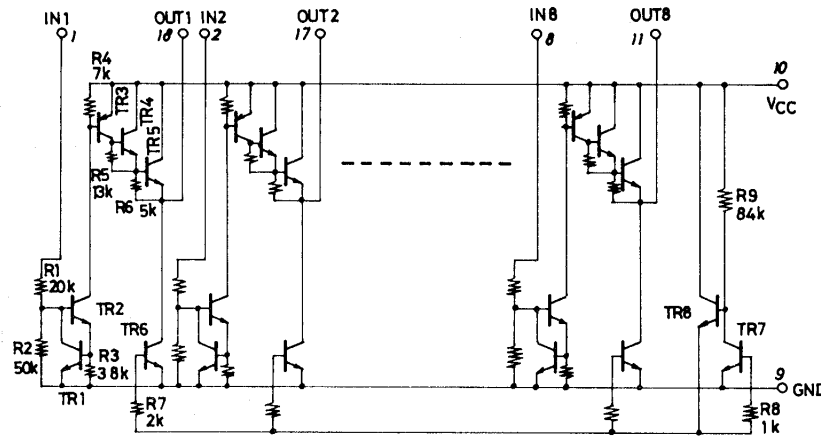 IN1 OUT1 IN2 OUT2 IN8 OUT8
1 18 2 17 8 11
10
VCC
R4
7k
TR3
TR4
TR5
R5
13k
R6
5k
R9
84k
R1
20k
TR2
TR6
R2
50k
R3
3.8k
TR1
R7
2k
TR8
TR7
9
GND
R8
1k